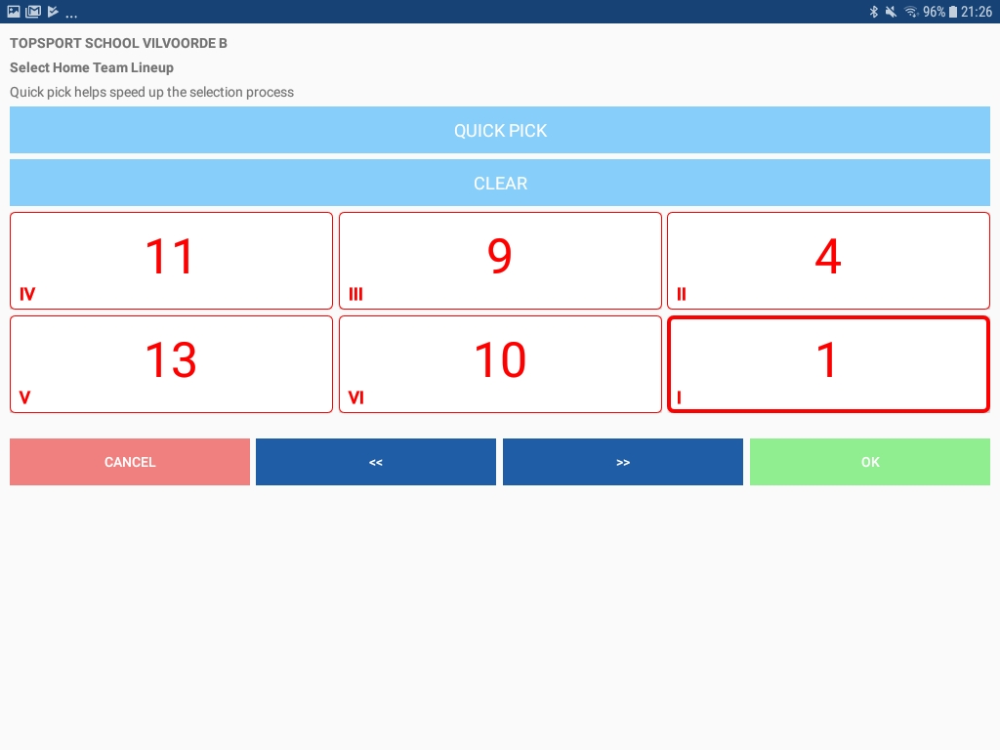 ... 96% 21:26
TOPSPORT SCHOOL VILVOORDE B
Select Home Team Lineup
Quick pick helps speed up the selection process
QUICK PICK
CLEAR
11 9 4
IV III II
13 10 1
V VI I
CANCEL << >> OK